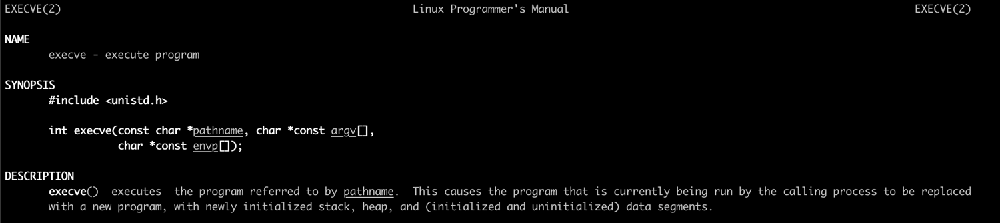 EXECVE(2) Linux Programmer's Manual EXECVE(2)
NAME
execve - execute program
SYNOPSIS
#include <unistd.h>
int execve(const char *pathname, char *const argv[],
char *const envp[]);
DESCRIPTION
execve() executes the program referred to by pathname. This causes the program that is currently being run by the calling process to be replaced
with a new program, with newly initialized stack, heap, and (initialized and uninitialized) data segments.